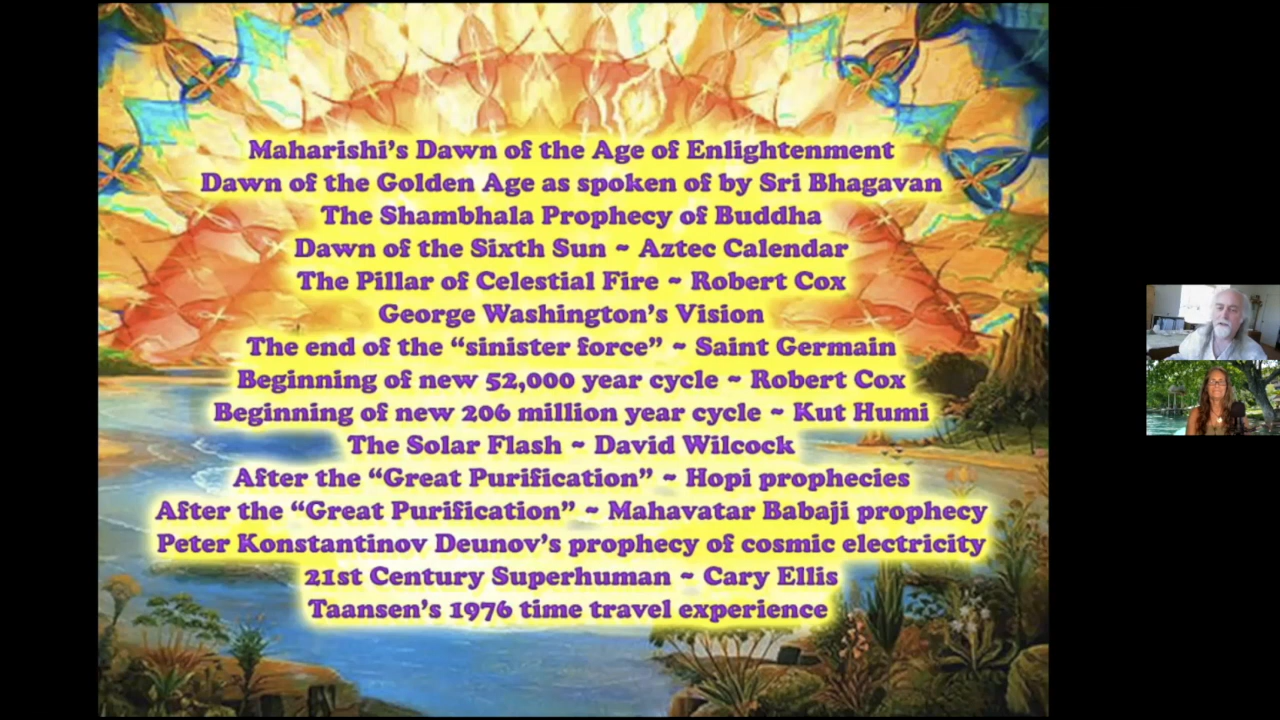 Maharishi’s Dawn of the Age of Enlightenment
Dawn of the Golden Age as spoken of by Sri Bhagavan
The Shambhala Prophecy of Buddha
Dawn of the Sixth Sun ~ Aztec Calendar
The Pillar of Celestial Fire ~ Robert Cox
George Washington’s Vision
The end of the “sinister force” ~ Saint Germain
Beginning of new 52,000 year cycle ~ Robert Cox
Beginning of new 206 million year cycle ~ Kut Humi
The Solar Flash ~ David Wilcock
After the “Great Purification” ~ Hopi prophecies
After the “Great Purification” ~ Mahavatar Babaji prophecy
Peter Konstantinov Deunov’s prophecy of cosmic electricity
21st Century Superhuman ~ Cary Ellis
Taansen’s 1976 time travel experience